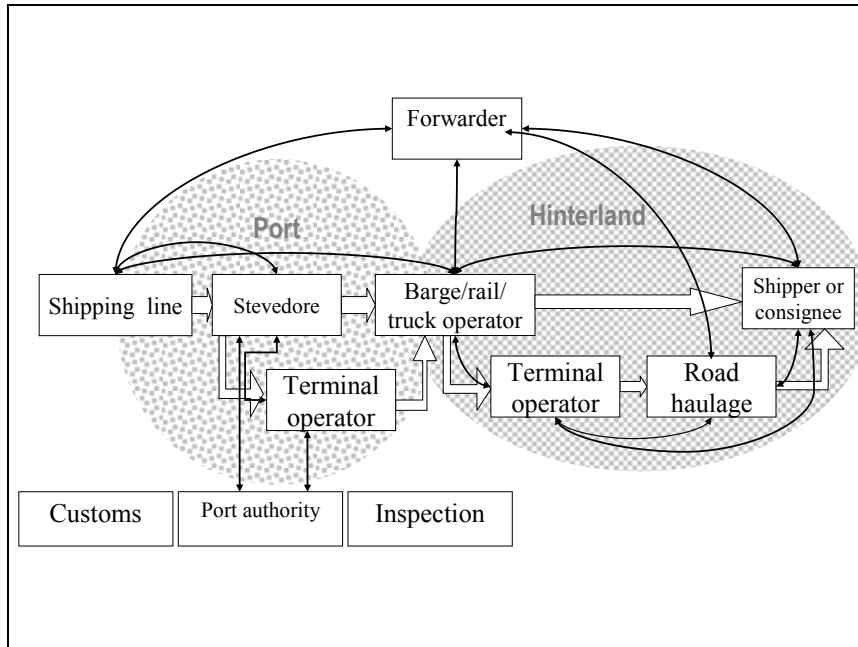 Forwarder
Port
Hinterland
Shipping line
Stevedore
Barge/rail/
truck operator
Shipper or
consignee
Terminal
operator
Terminal
operator
Road
haulage
Customs
Port authority
Inspection